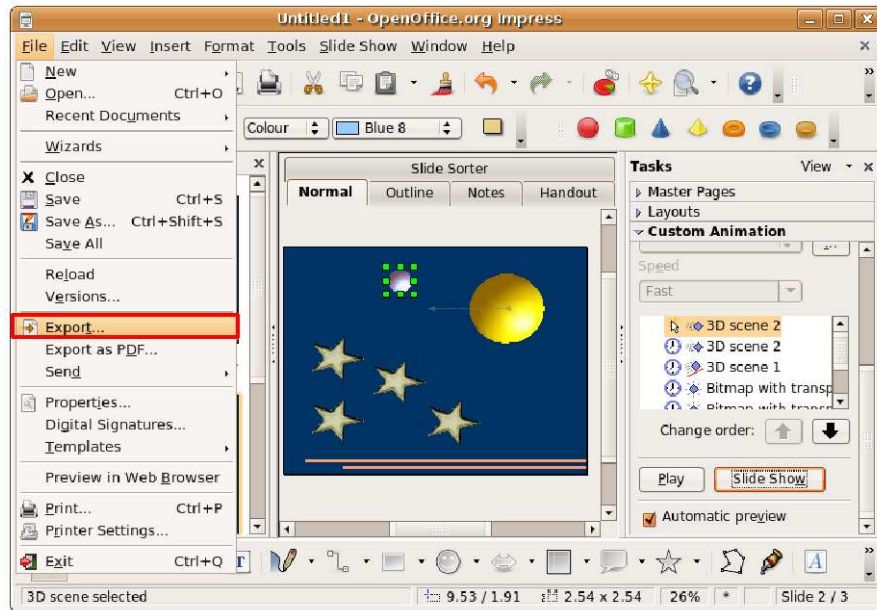 Untitled1 - OpenOffice.org Impress
File Edit View Insert Format Tools Slide Show Window Help
New
Open... Ctrl+O
Recent Documents
Wizards
Close
Save Ctrl+S
Save As... Ctrl+Shift+S
Save All
Reload
Versions...
Export...
Export as PDF...
Send
Properties...
Digital Signatures...
Templates
Preview in Web Browser
Print... Ctrl+P
Printer Settings...
Exit Ctrl+Q
Colour Blue 8
Slide Sorter
Normal Outline Notes Handout
Tasks View
Master Pages
Layouts
Custom Animation
Speed
Fast
3D scene 2
3D scene 2
3D scene 1
Bitmap with transp
Bitmap with transp
Change order:
Play Slide Show
Automatic preview
T A
3D scene selected 9.53 / 1.91 2.54 x 2.54 26% * Slide 2 / 3